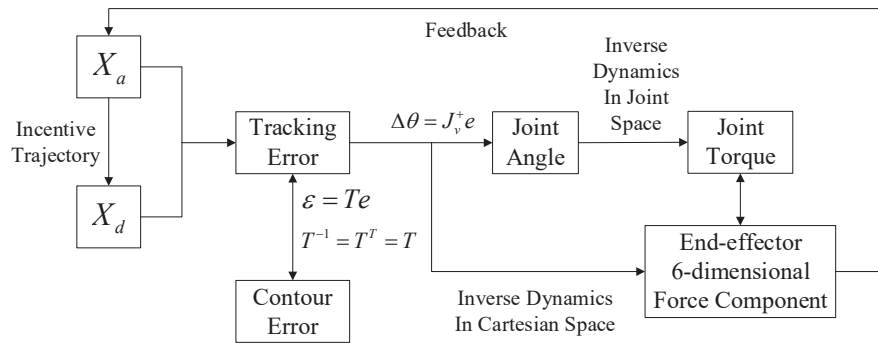 Feedback
X_a
Incentive
Trajectory
X_d
Tracking
Error
ε = Te
T^{-1} = T^T = T
Contour
Error
Δθ = J_v^+ e
Joint
Angle
Inverse
Dynamics
In Joint
Space
Joint
Torque
End-effector
6-dimensional
Force Component
Inverse Dynamics
In Cartesian Space